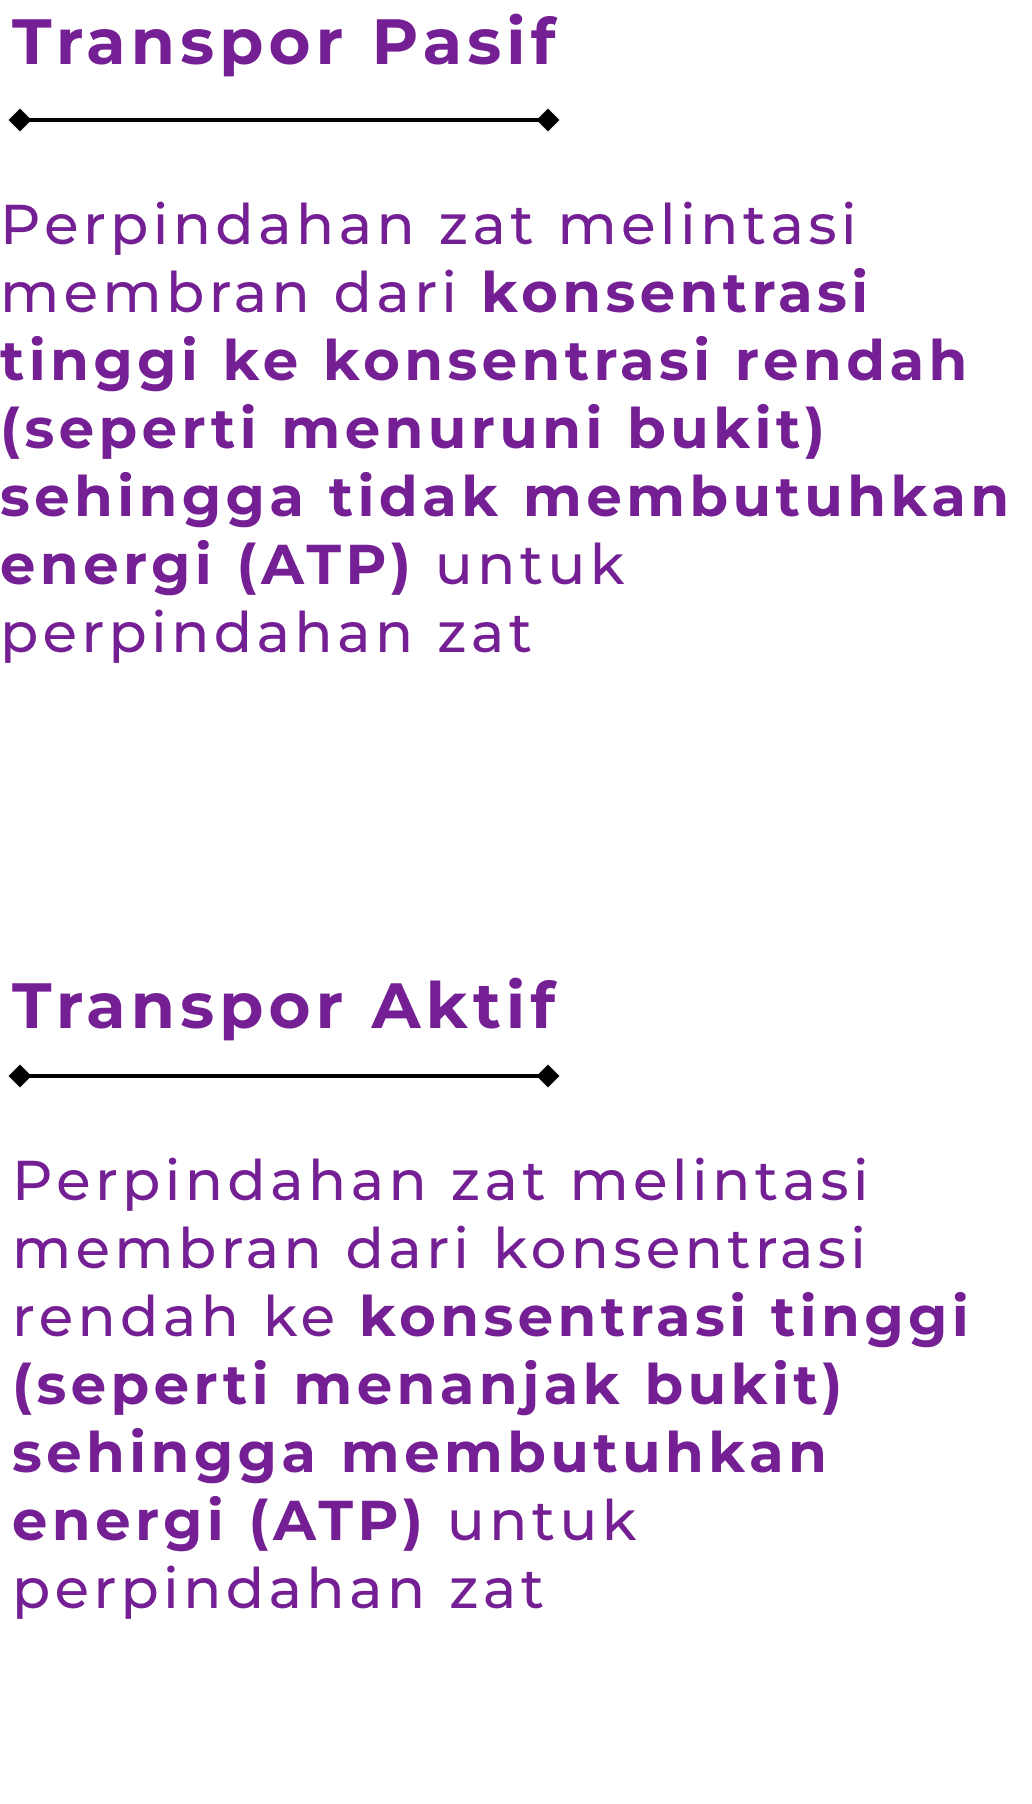 Transpor Pasif
Perpindahan zat melintasi
membran dari konsentrasi
tinggi ke konsentrasi rendah
(seperti menuruni bukit)
sehingga tidak membutuhkan
energi (ATP) untuk
perpindahan zat
Transpor Aktif
Perpindahan zat melintasi
membran dari konsentrasi
rendah ke konsentrasi tinggi
(seperti menanjak bukit)
sehingga membutuhkan
energi (ATP) untuk
perpindahan zat